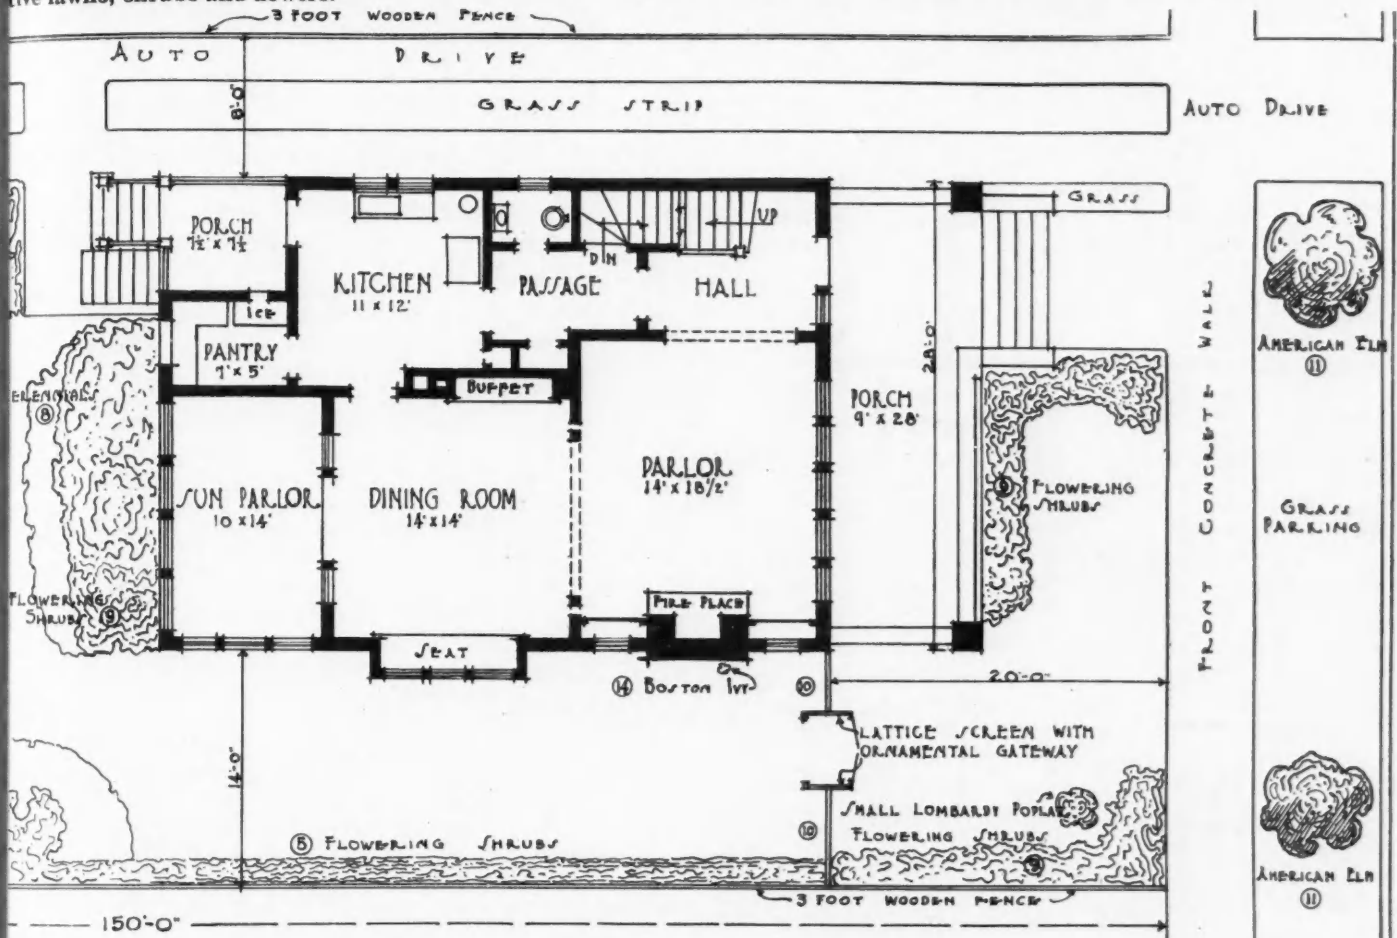 lawns, shrubs and flowers.
3 FOOT WOODEN FENCE
AUTO DRIVE
8'-0"
GRASS STRIP
AUTO DRIVE
GRASS
PORCH
7½' x 7½
UP
DN
KITCHEN
11 x 12'
PASSAGE
HALL
ICE
PANTRY
7' x 5'
BUFFET
28'-0"
PORCH
9' x 28'
AMERICAN ELM
11
8
SUN PARLOR
10 x 14'
DINING ROOM
14' x 14'
PARLOR
14' x 18½'
9 FLOWERING
SHRUBS
FRONT CONCRETE WALK
GRASS
PARKING
FLOWERING
SHRUBS 9
FIRE PLACE
SEAT
14 BOSTON IVY
10
20'-0"
LATTICE SCREEN WITH
ORNAMENTAL GATEWAY
14'-0"
SMALL LOMBARDY POPLAR
10
FLOWERING SHRUBS
5 FLOWERING SHRUBS
AMERICAN ELM
11
3 FOOT WOODEN FENCE
150'-0"